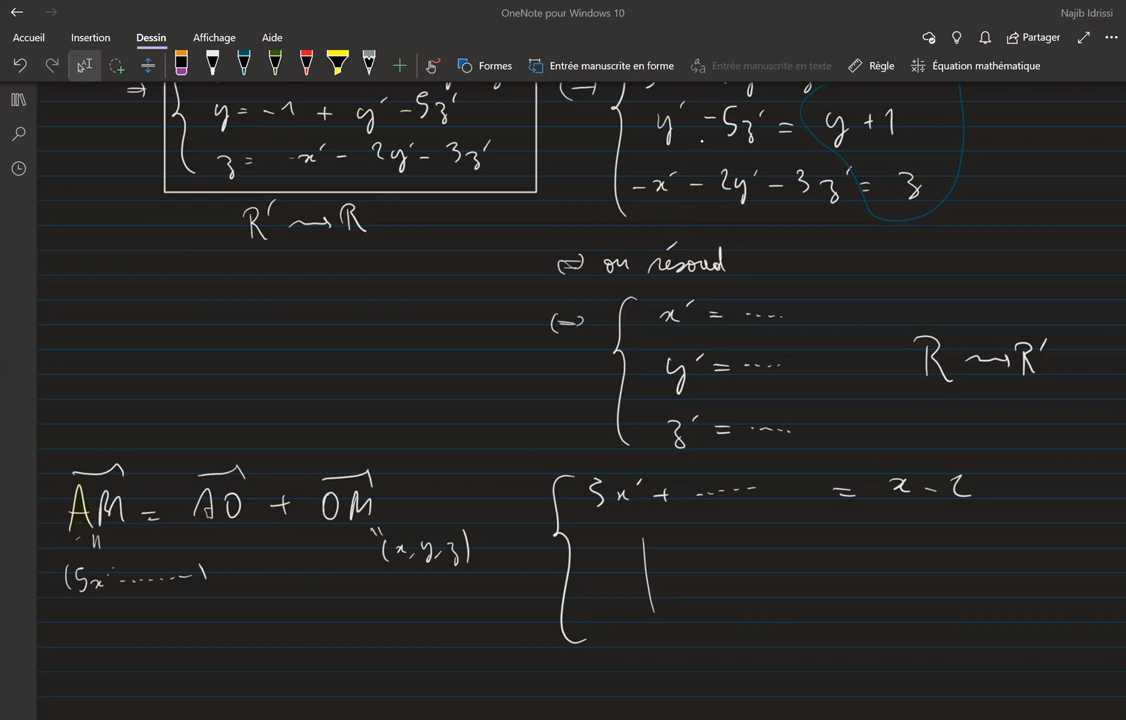 OneNote pour Windows 10
Najib Idrissi
Accueil Insertion Dessin Affichage Aide
Partager
Formes Entrée manuscrite en forme Entrée manuscrite en texte Règle Équation mathématique
⇒ y = -1 + y' - 5z'
z = -x' - 2y' - 3z'
R' ⟿ R
y' - 5z' = y + 1
-x' - 2y' - 3z' = z
⇔ on résoud
⇔ { x' = ....
y' = ....
z' = .....
R ⟿ R'
AM = AO + OM
(x, y, z)
(5x' ........)
{ 3x' + ...... = x - 2